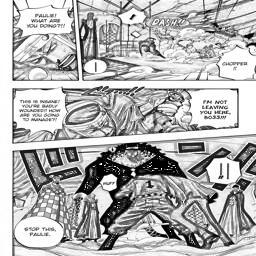 PAULIE!
WHAT ARE
YOU DOING?!!
!
DASH!!
CHOPPER
!!
!
THIS IS INSANE!
YOU'RE BADLY
WOUNDED!! HOW
ARE YOU GOING
TO MANAGE?!
I'M NOT
LEAVING
YOU HERE,
BOSS!!!
!!
HUFF
STOP THIS,
PAULIE.